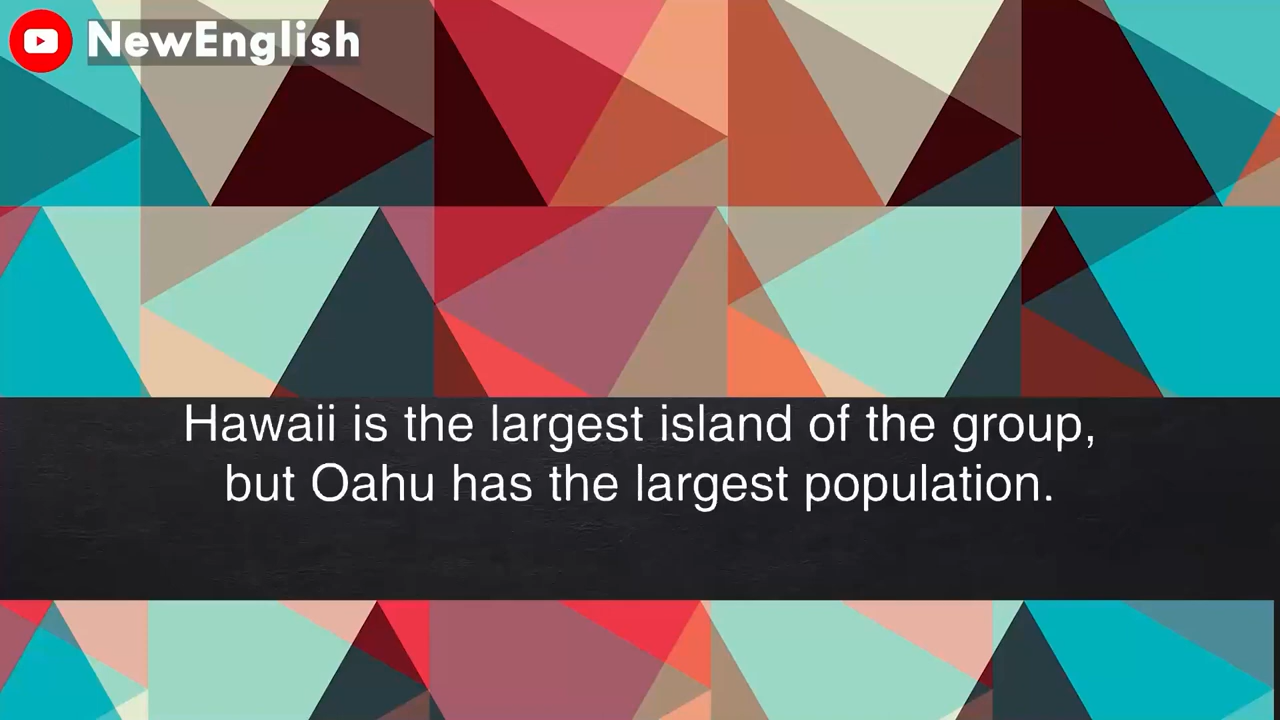 NewEnglish
Hawaii is the largest island of the group,
but Oahu has the largest population.